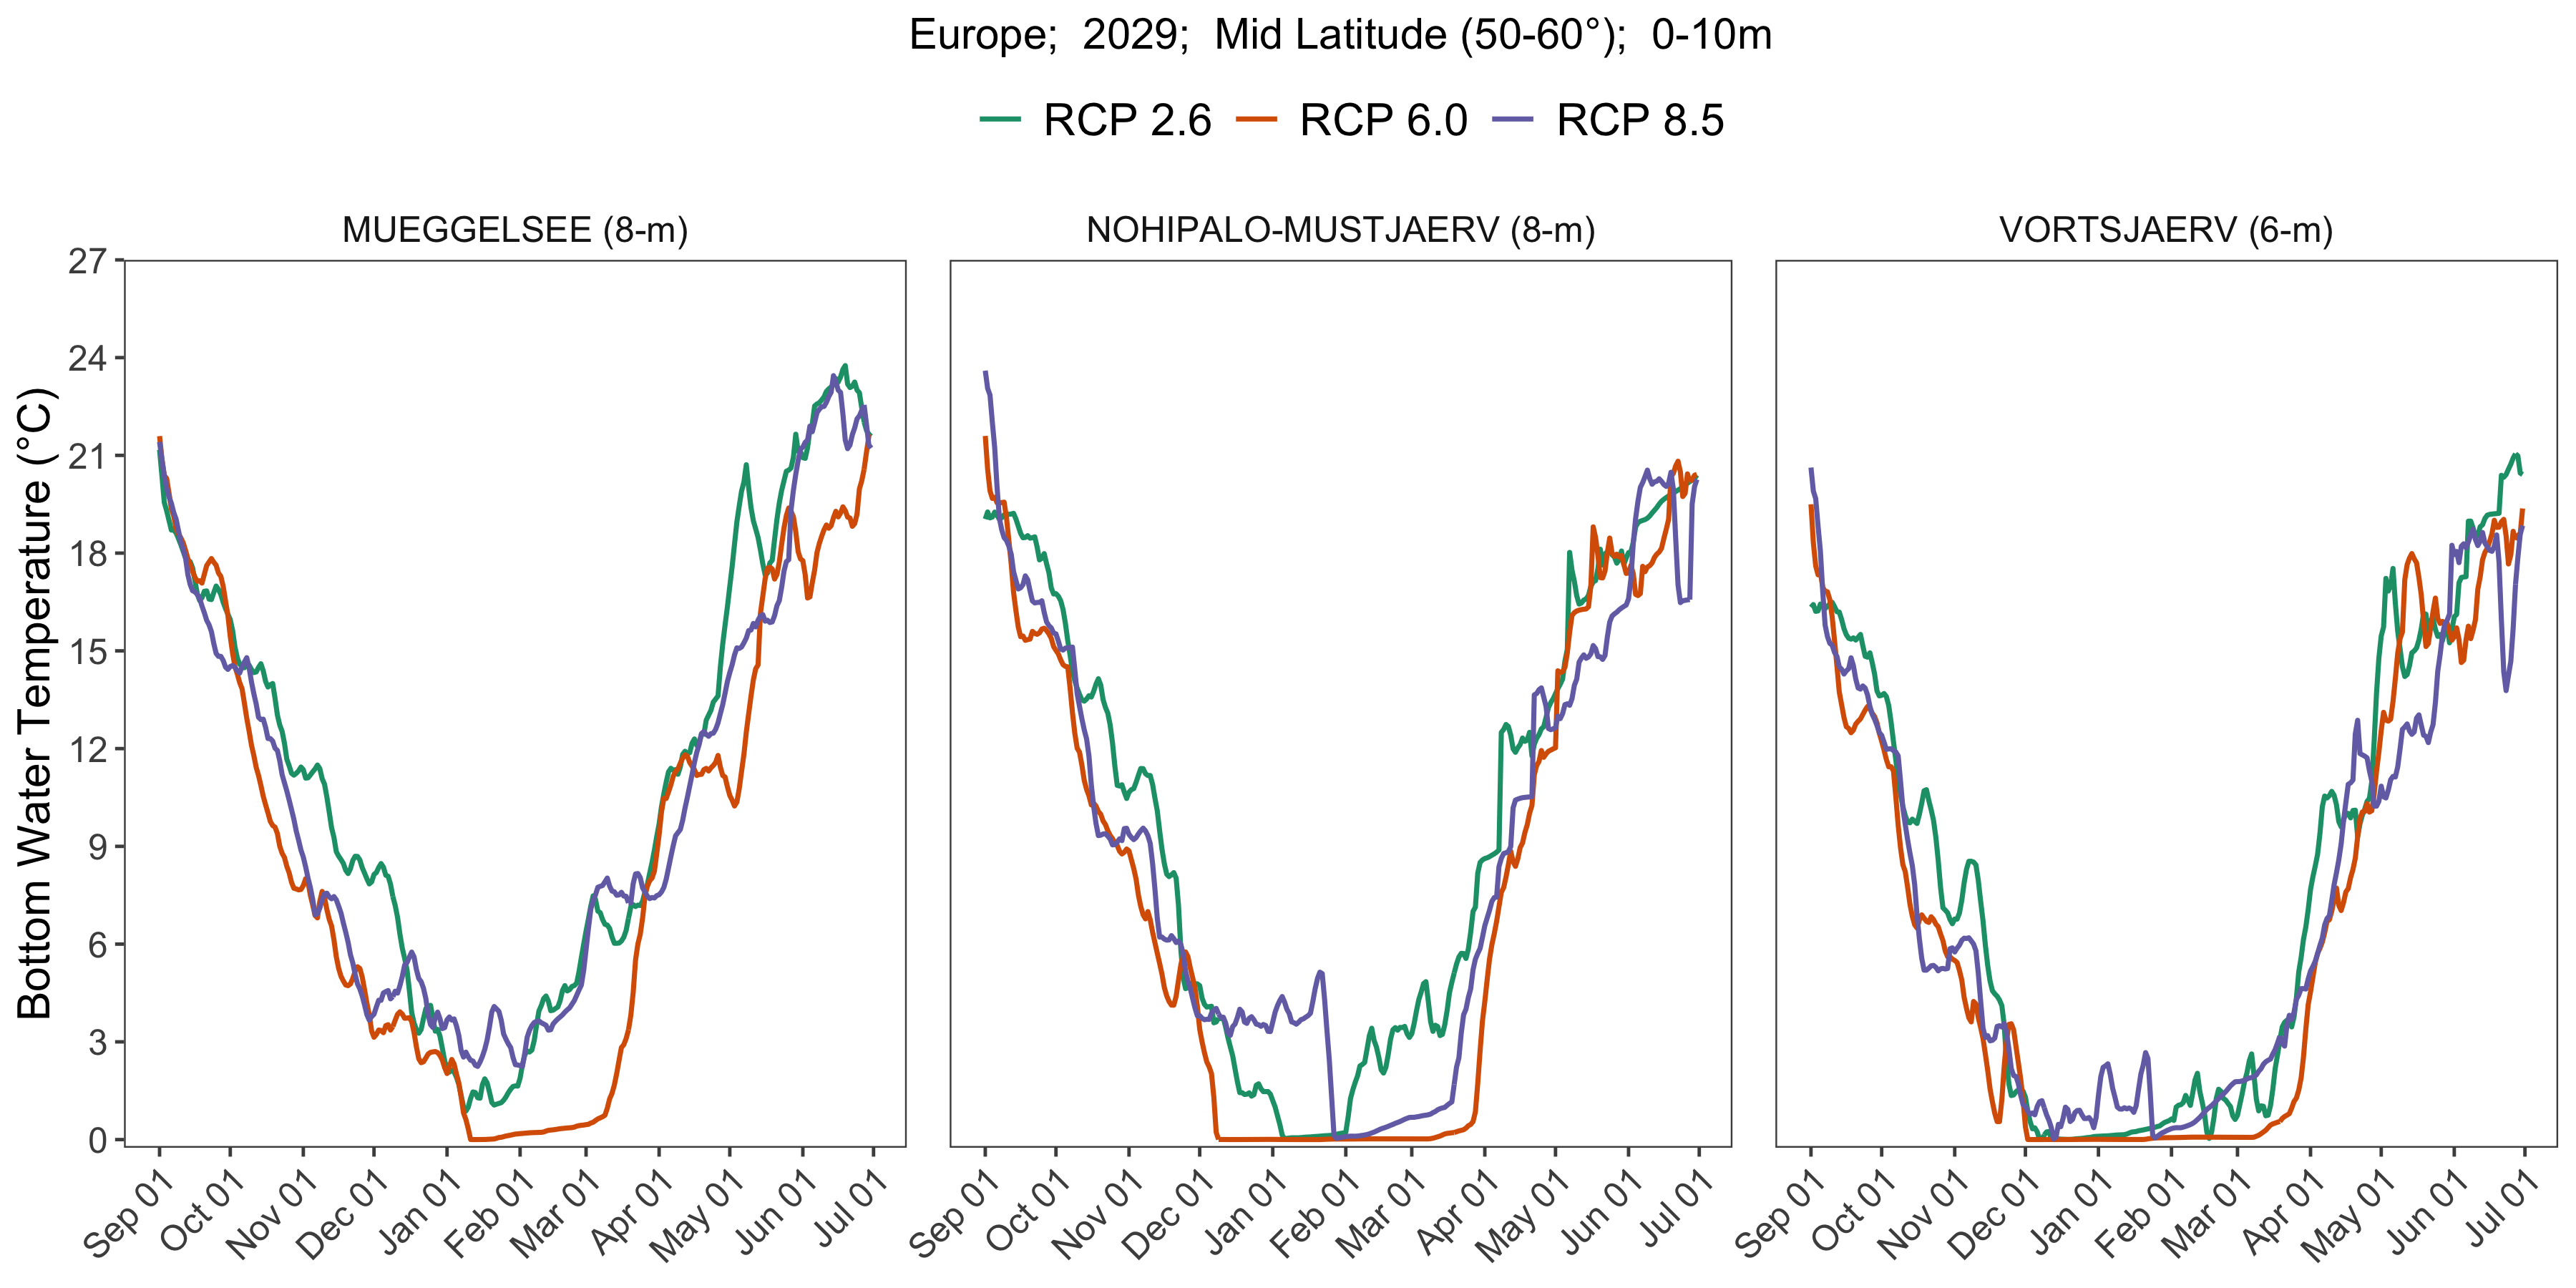 Europe;  2029;  Mid Latitude (50-60°);  0-10m
RCP 2.6 RCP 6.0 RCP 8.5
MUEGGELSEE (8-m) NOHIPALO-MUSTJAERV (8-m) VORTSJAERV (6-m)
Bottom Water Temperature (°C)
27
24
21
18
15
12
9
6
3
0
Sep 01 Oct 01 Nov 01 Dec 01 Jan 01 Feb 01 Mar 01 Apr 01 May 01 Jun 01 Jul 01
Sep 01 Oct 01 Nov 01 Dec 01 Jan 01 Feb 01 Mar 01 Apr 01 May 01 Jun 01 Jul 01
Sep 01 Oct 01 Nov 01 Dec 01 Jan 01 Feb 01 Mar 01 Apr 01 May 01 Jun 01 Jul 01